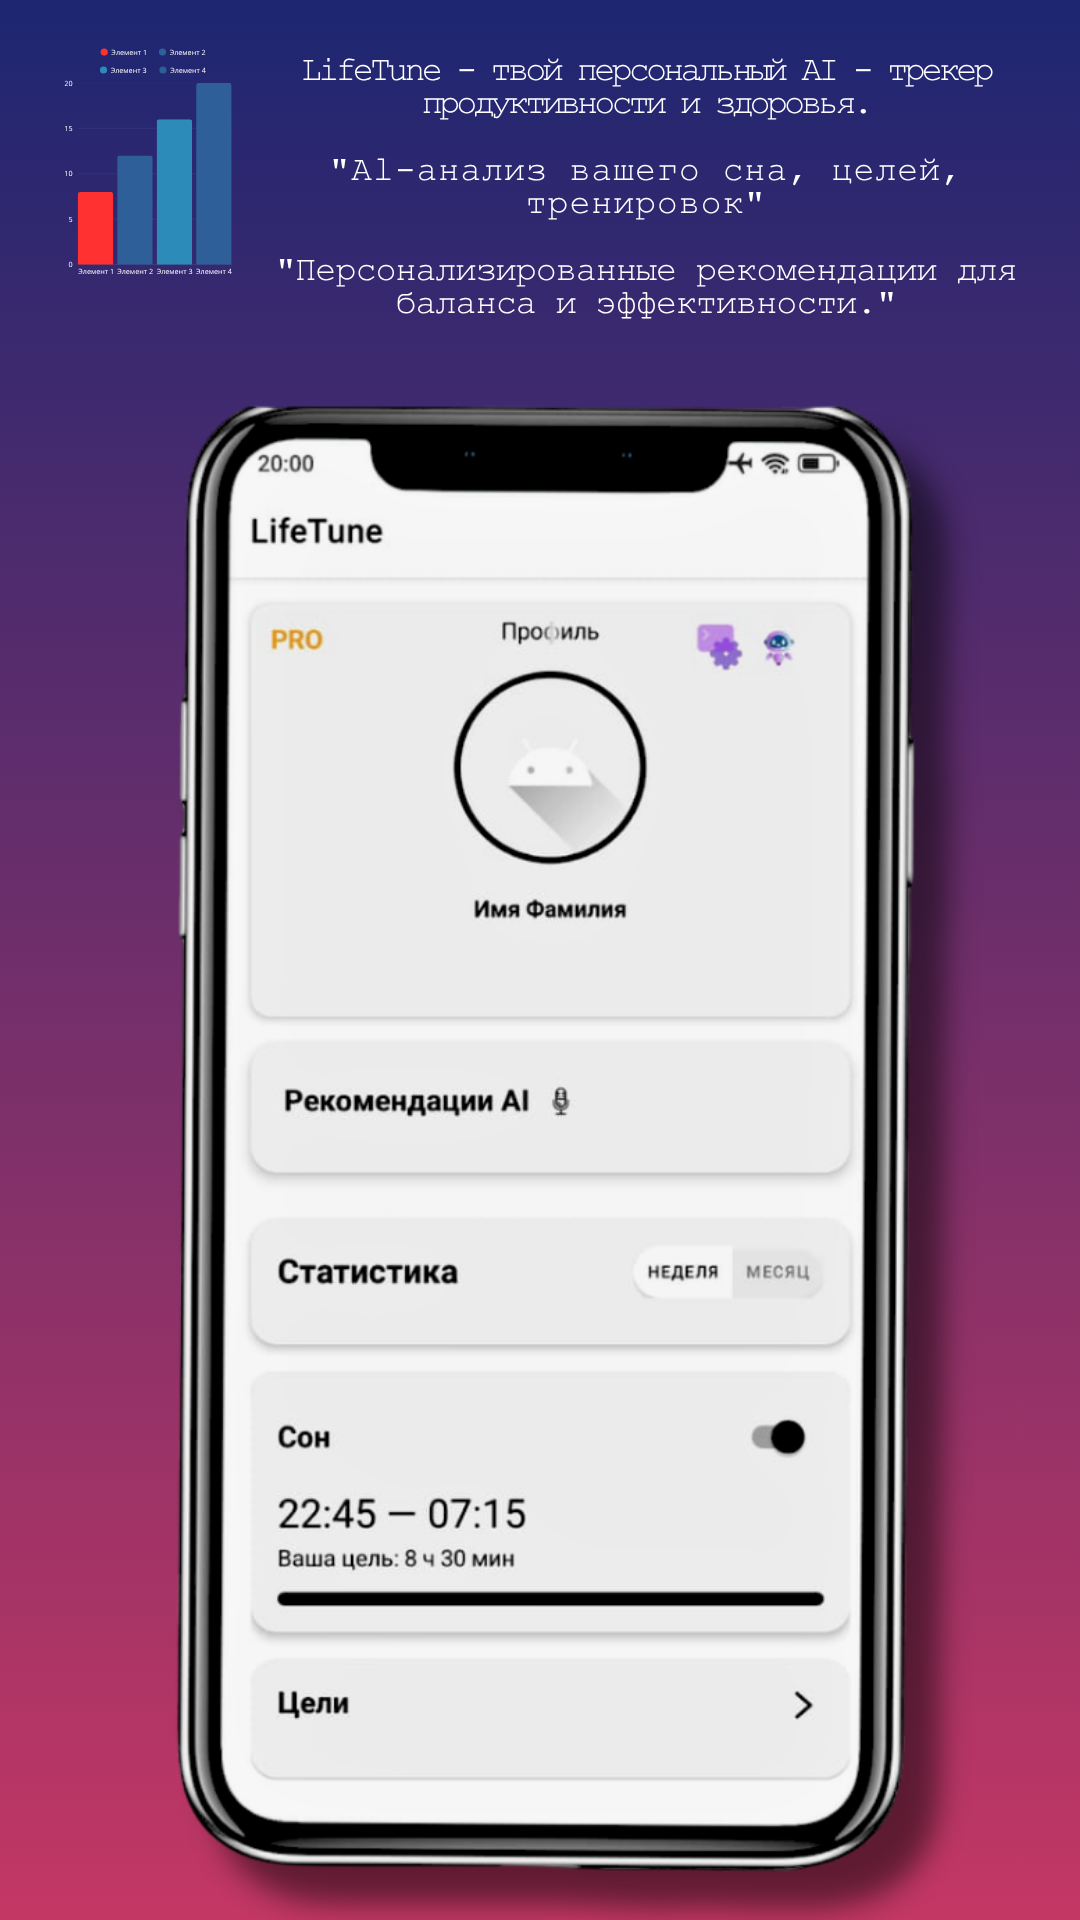 Элемент 1 Элемент 2
Элемент 3 Элемент 4
20
15
10
5
0
Элемент 1 Элемент 2 Элемент 3 Элемент 4
LifeTune - твой персональный AI - трекер
продуктивности и здоровья.
"Al-анализ вашего сна, целей,
тренировок"
"Персонализированные рекомендации для
баланса и эффективности."
20:00
LifeTune
PRO
Профиль
Имя Фамилия
Рекомендации AI
Статистика
НЕДЕЛЯ МЕСЯЦ
Сон
22:45 — 07:15
Ваша цель: 8 ч 30 мин
Цели